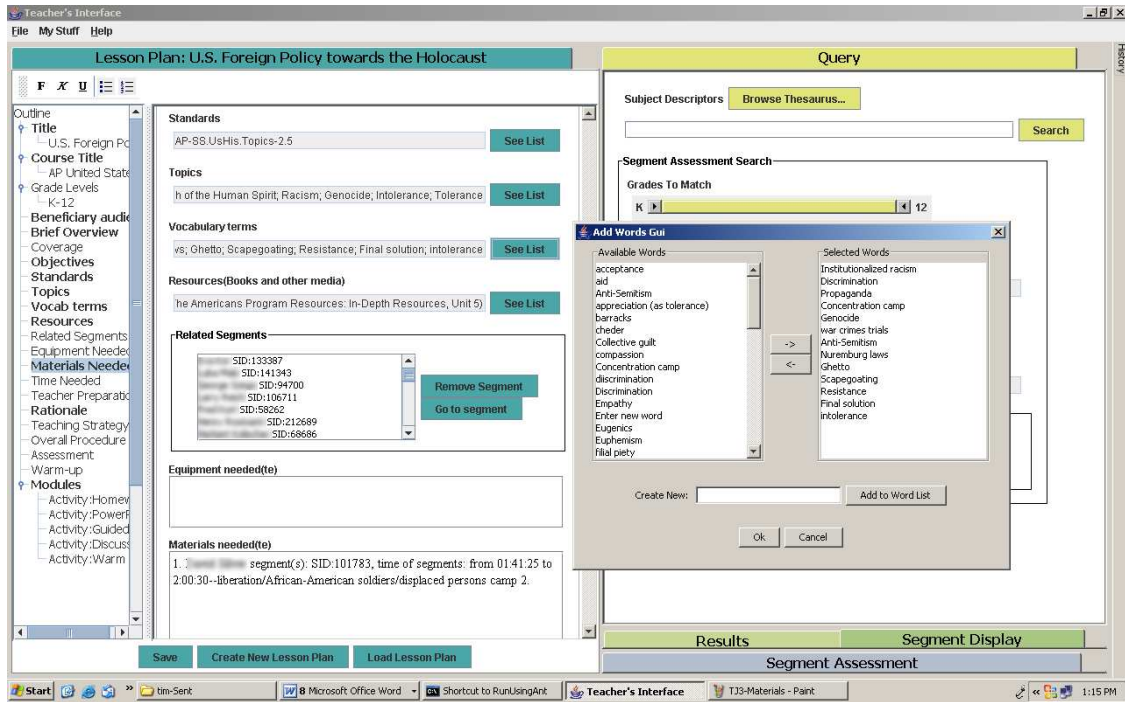 Teacher's Interface
File My Stuff Help
Lesson Plan: U.S. Foreign Policy towards the Holocaust
F K U
Outline
Title
U.S. Foreign Po
Course Title
AP United State
Grade Levels
K-12
Beneficiary audie
Brief Overview
Coverage
Objectives
Standards
Topics
Vocab terms
Resources
Related Segments
Equipment Needed
Materials Neede
Time Needed
Teacher Preparatio
Rationale
Teaching Strategy
Overall Procedure
Assessment
Warm-up
Modules
Activity:Homew
Activity:PowerF
Activity:Guided
Activity:Discuss
Activity:Warm
Standards
AP-SS.UsHis.Topics-2.5 See List
Topics
h of the Human Spirit; Racism; Genocide; Intolerance; Tolerance See List
Vocabulary terms
vs; Ghetto; Scapegoating; Resistance; Final solution; intolerance See List
Resources(Books and other media)
he Americans Program Resources: In-Depth Resources, Unit 5) See List
Related Segments
SID:133387
SID:141343
SID:94700
SID:106711
SID:58262
SID:212689
SID:68686
Remove Segment
Go to segment
Equipment needed(te)
Materials needed(te)
1. segment(s): SID:101783, time of segments: from 01:41:25 to
2:00:30--liberation/African-American soldiers/displaced persons camp 2.
Save Create New Lesson Plan Load Lesson Plan
Query
History
Subject Descriptors Browse Thesaurus...
Search
Segment Assessment Search
Grades To Match
K 12
Add Words Gui
Available Words
acceptance
aid
Anti-Semitism
appreciation (as tolerance)
barracks
cheder
Collective guilt
compassion
Concentration camp
discrimination
Discrimination
Empathy
Enter new word
Eugenics
Euphemism
filial piety
->
<-
Selected Words
Institutionalized racism
Discrimination
Propaganda
Concentration camp
Genocide
war crimes trials
Anti-Semitism
Nuremburg laws
Ghetto
Scapegoating
Resistance
Final solution
intolerance
Create New: Add to Word List
Ok Cancel
Results Segment Display
Segment Assessment
Start » tim-Sent 8 Microsoft Office Word Shortcut to RunUsingAnt Teacher's Interface TJ3-Materials - Paint « 1:15 PM